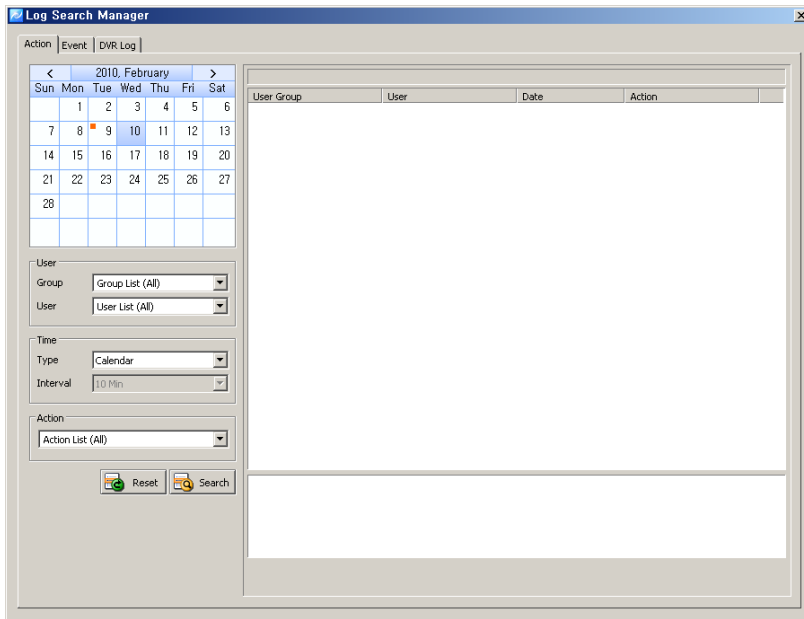 Log Search Manager
Action Event DVR Log
< 2010, February >
Sun Mon Tue Wed Thu Fri Sat
1 2 3 4 5 6
7 8 9 10 11 12 13
14 15 16 17 18 19 20
21 22 23 24 25 26 27
28
User
Group Group List (All)
User User List (All)
Time
Type Calendar
Interval 10 Min
Action
Action List (All)
Reset Search
User Group User Date Action